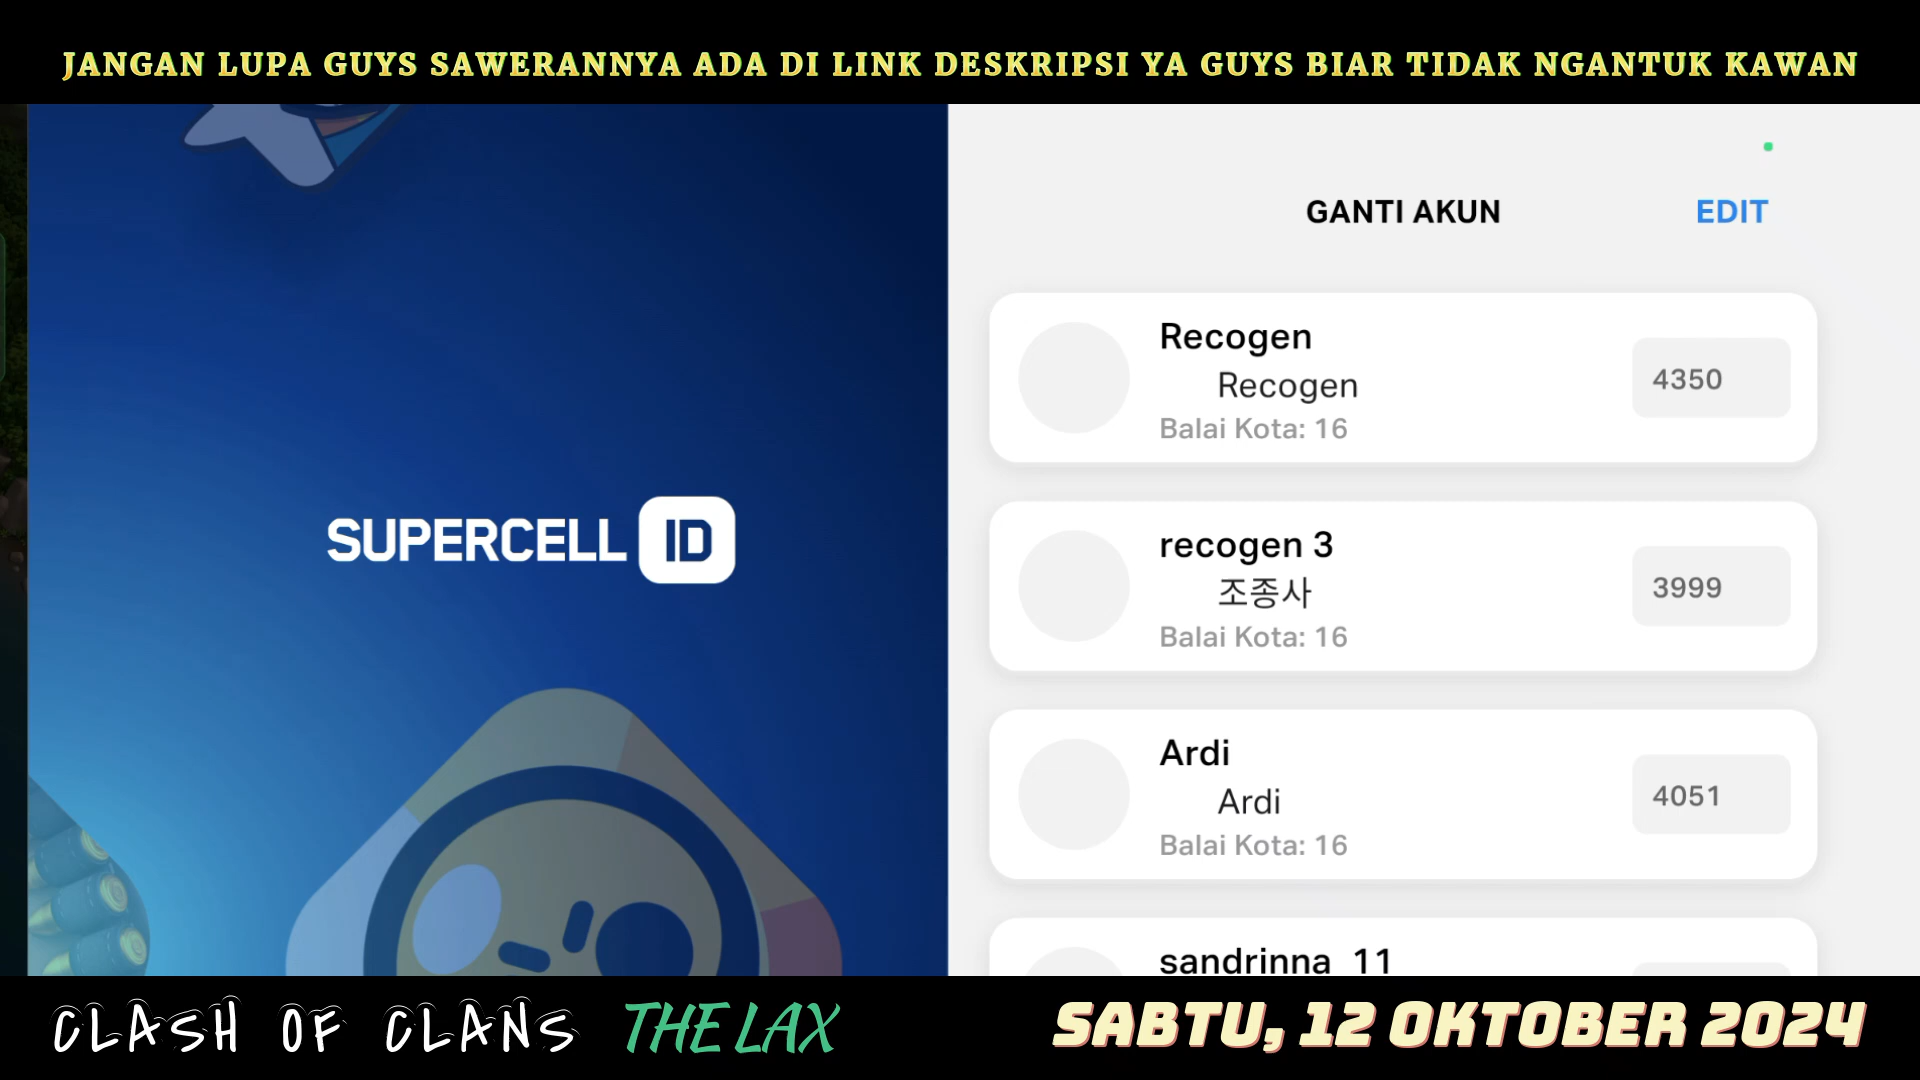 JANGAN LUPA GUYS SAWERANNYA ADA DI LINK DESKRIPSI YA GUYS BIAR TIDAK NGANTUK KAWAN
SUPERCELL ID
GANTI AKUN
EDIT
Recogen
Recogen
Balai Kota: 16
4350
recogen 3
조종사
Balai Kota: 16
3999
Ardi
Ardi
Balai Kota: 16
4051
sandrinna_11
CLASH OF CLANS THE LAX
SABTU, 12 OKTOBER 2024